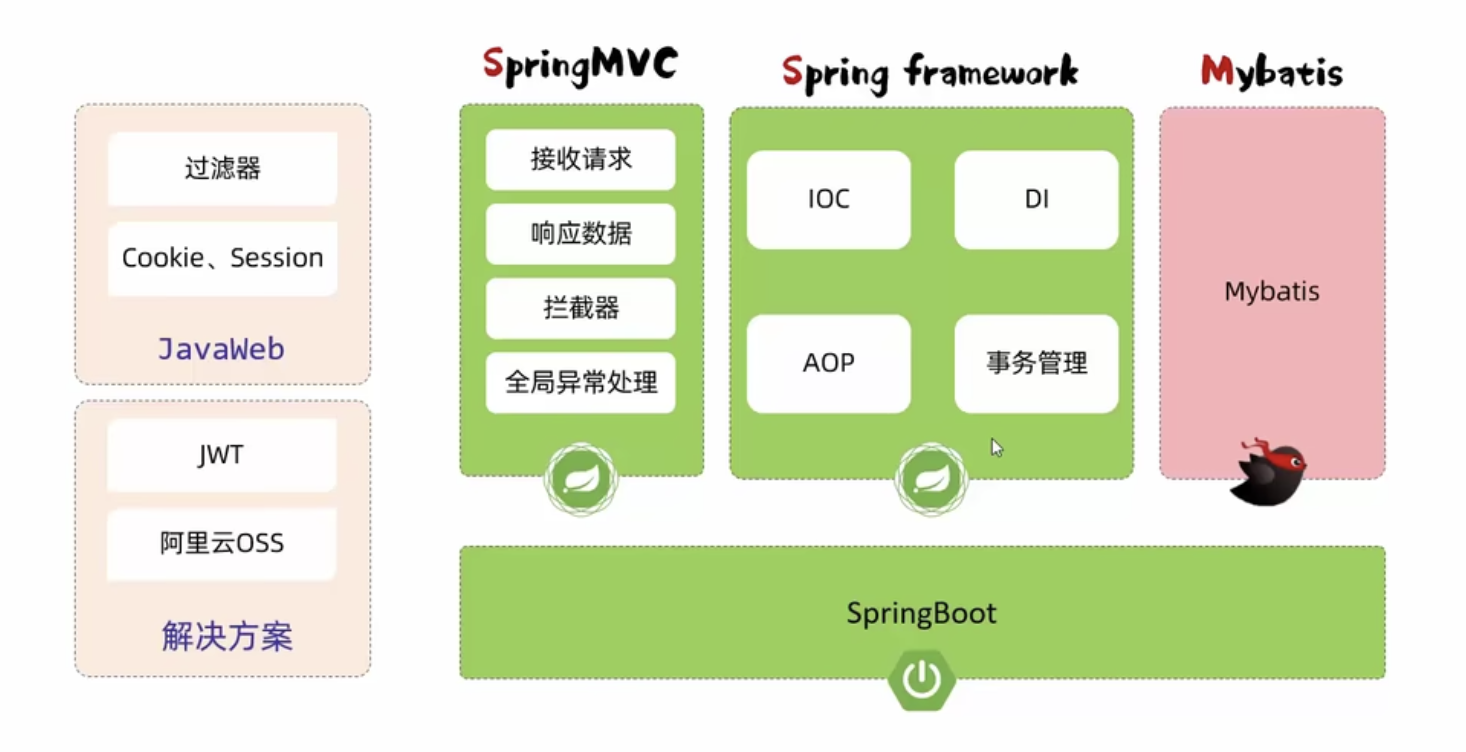 SpringMVC
Spring framework
Mybatis
过滤器
Cookie、Session
JavaWeb
JWT
阿里云OSS
解决方案
接收请求
响应数据
拦截器
全局异常处理
IOC
DI
AOP
事务管理
Mybatis
SpringBoot